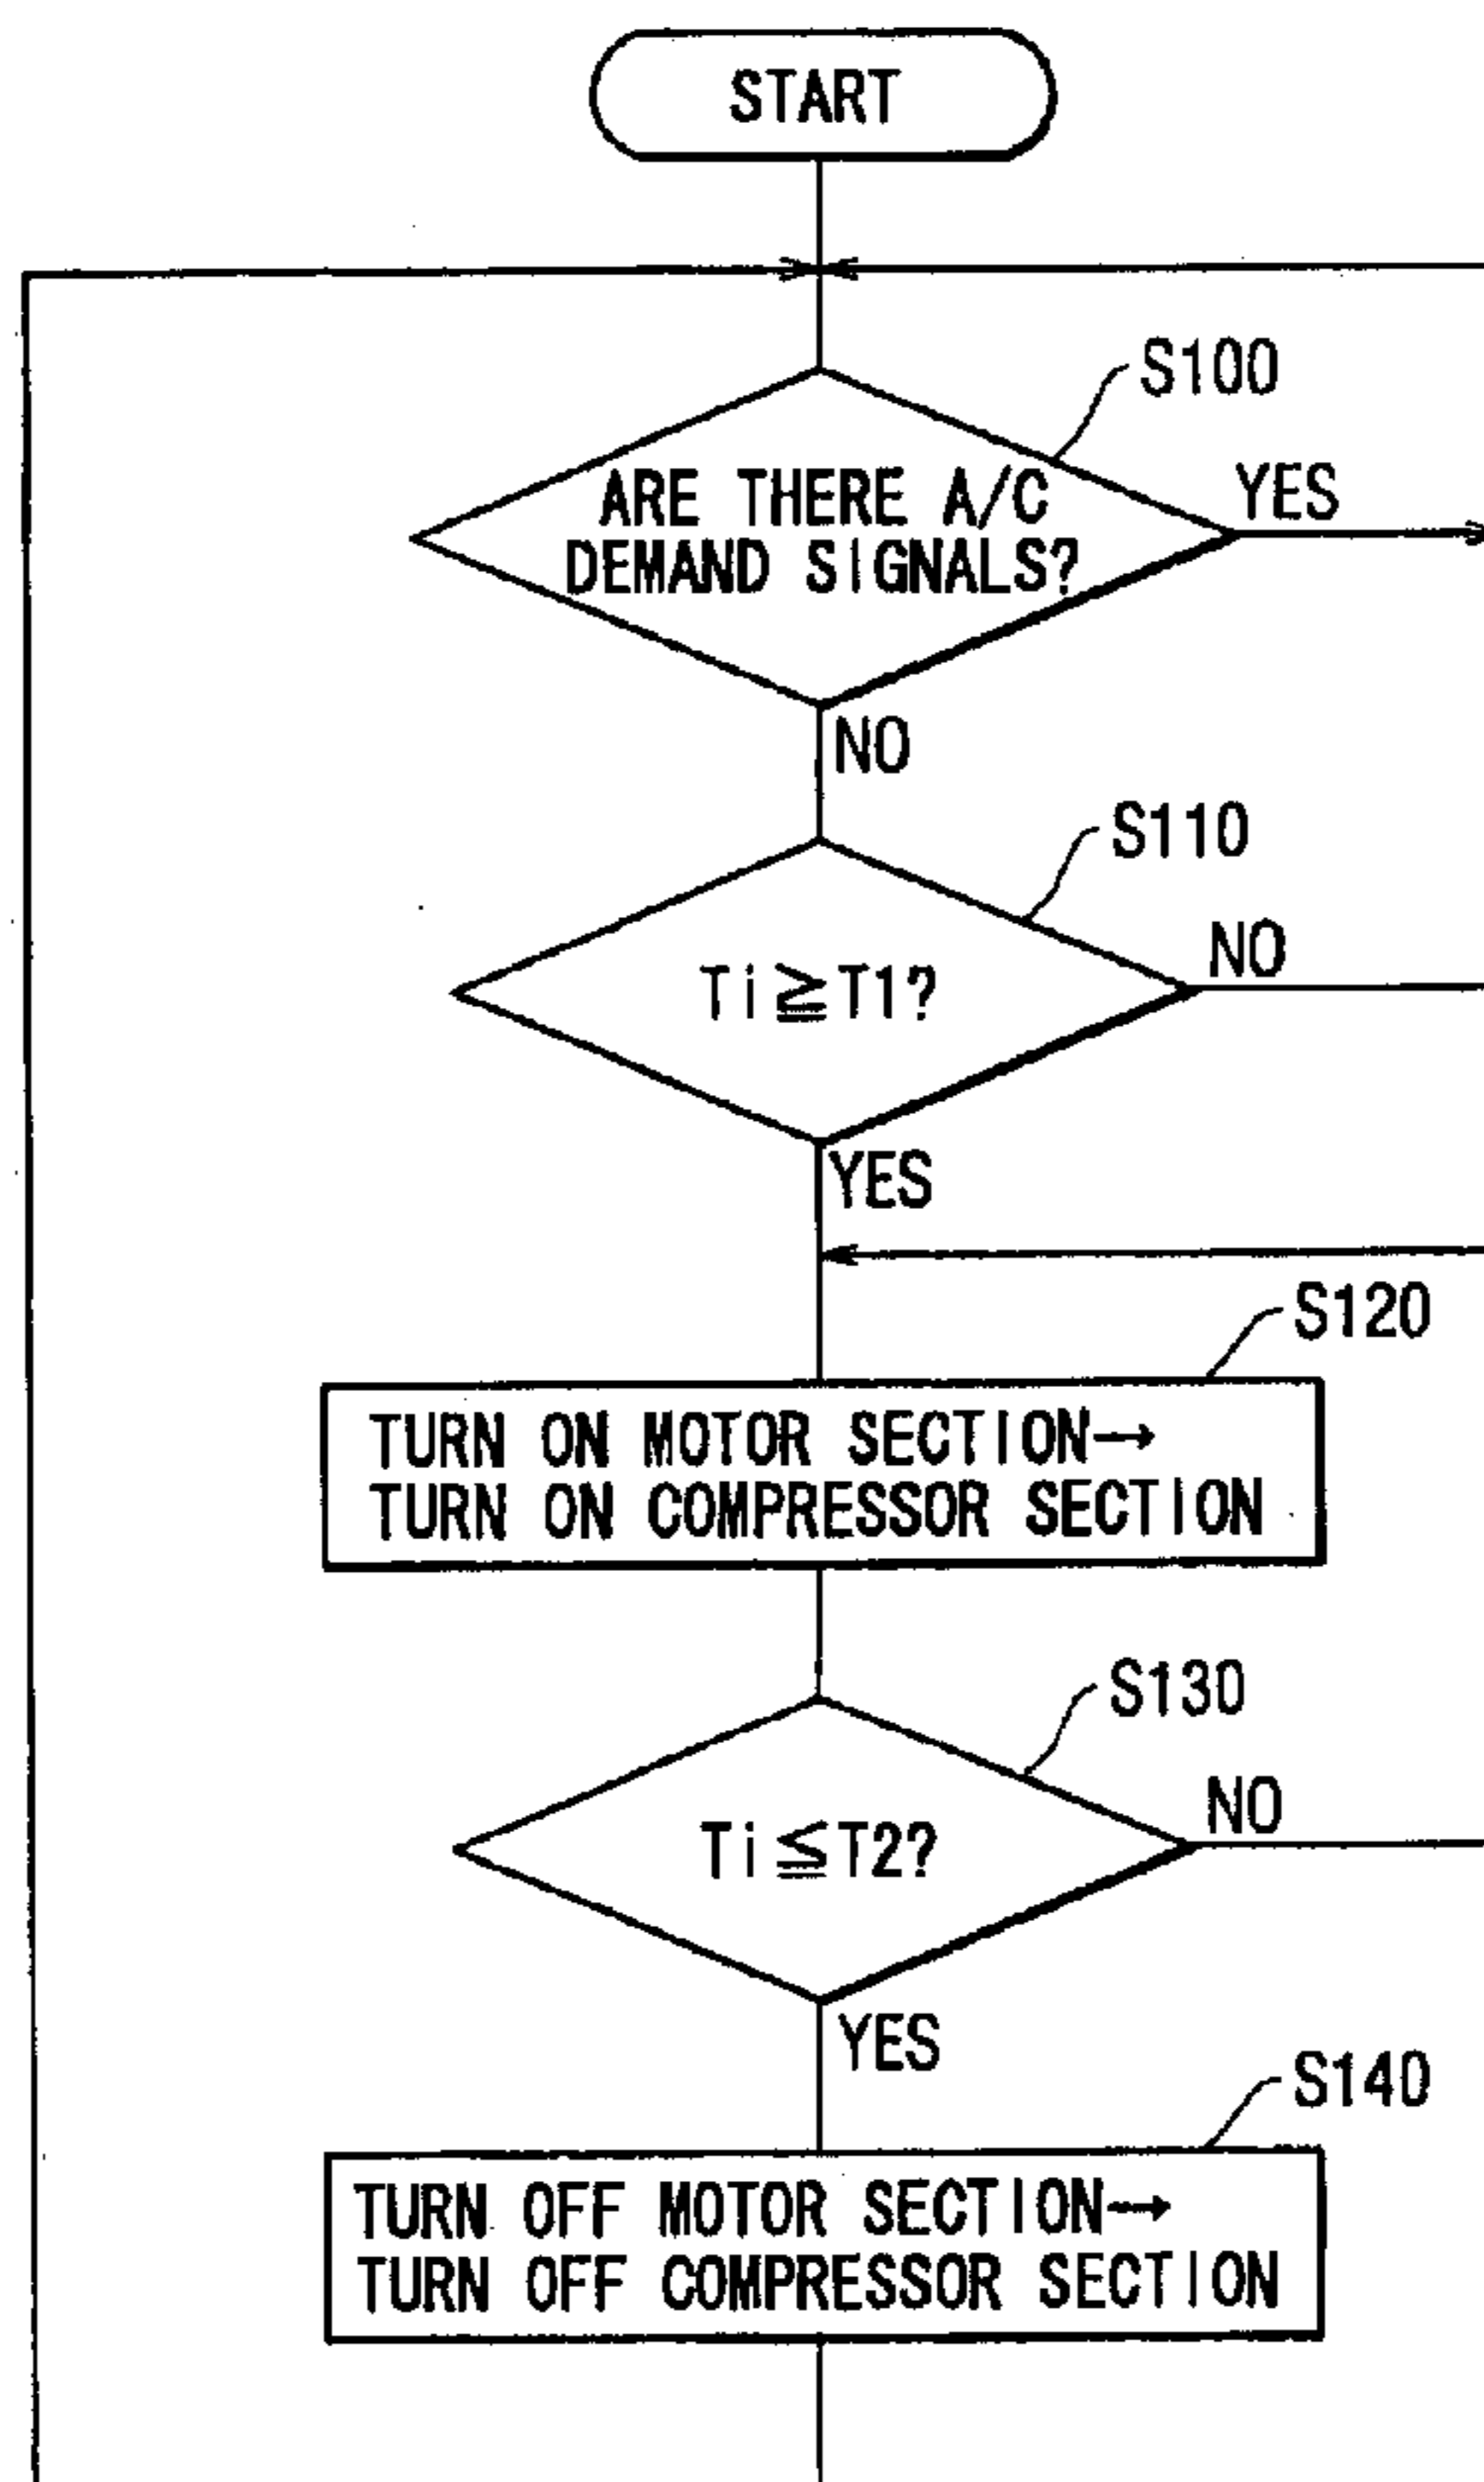 START
S100
ARE THERE A/C
DEMAND SIGNALS?
YES
NO
S110
Ti≧T1?
NO
YES
S120
TURN ON MOTOR SECTION→
TURN ON COMPRESSOR SECTION
S130
Ti≦T2?
NO
YES
S140
TURN OFF MOTOR SECTION→
TURN OFF COMPRESSOR SECTION